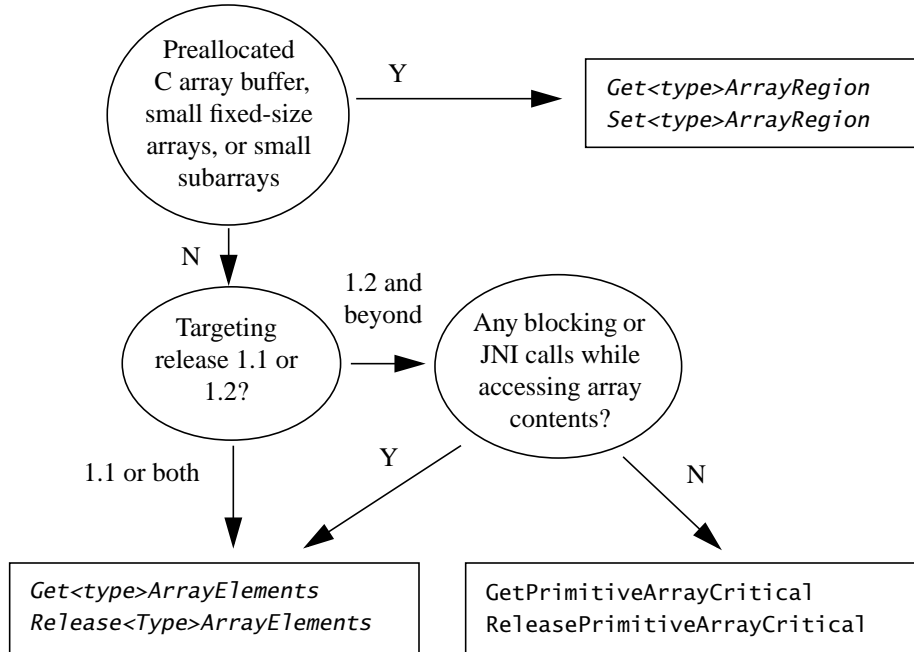 Preallocated
C array buffer,
small fixed-size
arrays, or small
subarrays
Y
Get<type>ArrayRegion
Set<type>ArrayRegion
N
Targeting
release 1.1 or
1.2?
1.2 and
beyond
Any blocking or
JNI calls while
accessing array
contents?
1.1 or both
Y
N
Get<type>ArrayElements
Release<Type>ArrayElements
GetPrimitiveArrayCritical
ReleasePrimitiveArrayCritical